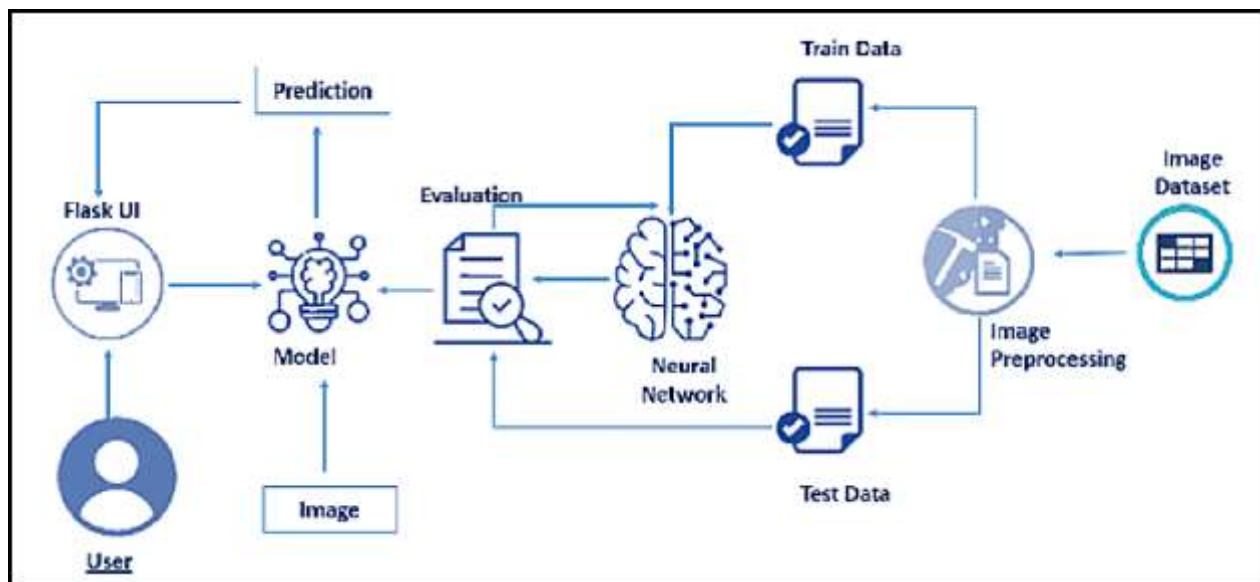 Train Data
Prediction
Image
Dataset
Evaluation
Flask UI
Model
Neural
Network
Image
Preprocessing
Image
Test Data
User